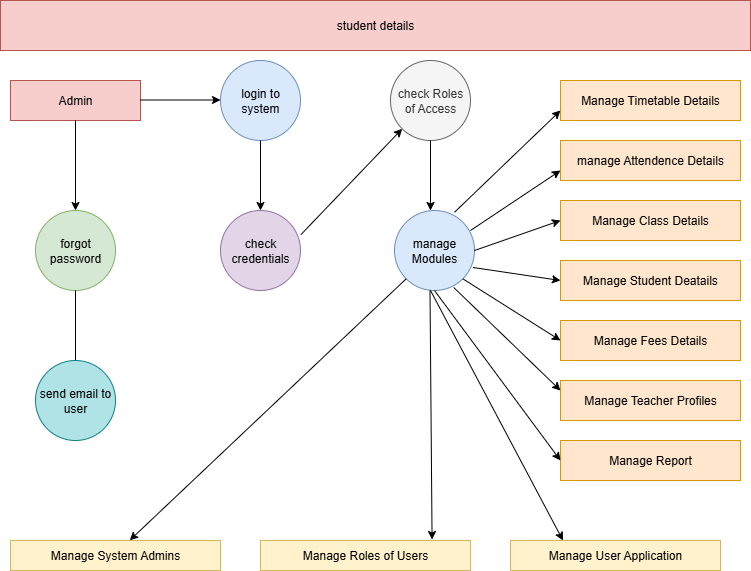 student details
Admin
login to
system
check Roles
of Access
Manage Timetable Details
manage Attendence Details
Manage Class Details
forgot
password
check
credentials
manage
Modules
Manage Student Deatails
Manage Fees Details
send email to
user
Manage Teacher Profiles
Manage Report
Manage System Admins
Manage Roles of Users
Manage User Application